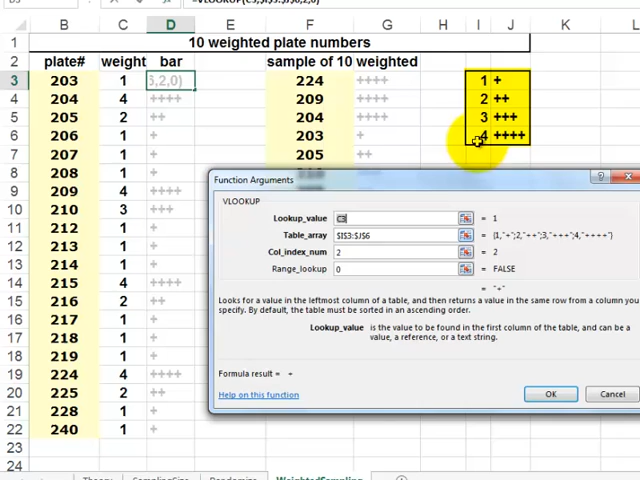 =VLOOKUP(C3,$I$3:$J$6,2,0)
B C D E F G H I J K L
1 10 weighted plate numbers
2 plate# weight bar sample of 10 weighted
3 203 1 3,2,0) 224 ++++ 1 +
4 204 4 ++++ 209 ++++ 2 ++
5 205 2 ++ 204 ++++ 3 +++
6 206 1 + 203 + 4 ++++
7 207 1 + 205 ++
8 208 1 +
9 209 4 ++++
10 210 3 +++
11 212 1 +
12 213 1 +
13 214 1 +
14 215 4 ++++
15 216 2 ++
16 217 1 +
17 218 1 +
18 219 1 +
19 224 4 ++++
20 225 2 ++
21 228 1 +
22 240 1 +
23
24
Function Arguments ?
VLOOKUP
Lookup_value C3 = 1
Table_array $I$3:$J$6 = {1,"+";2,"++";3,"+++";4,"++++"}
Col_index_num 2 = 2
Range_lookup 0 = FALSE
= "+"
Looks for a value in the leftmost column of a table, and then returns a value in the same row from a column you
specify. By default, the table must be sorted in an ascending order.
Lookup_value is the value to be found in the first column of the table, and can be a
value, a reference, or a text string.
Formula result = +
Help on this function OK Cancel
Theory SamplingSize Randomize WeightedSampling